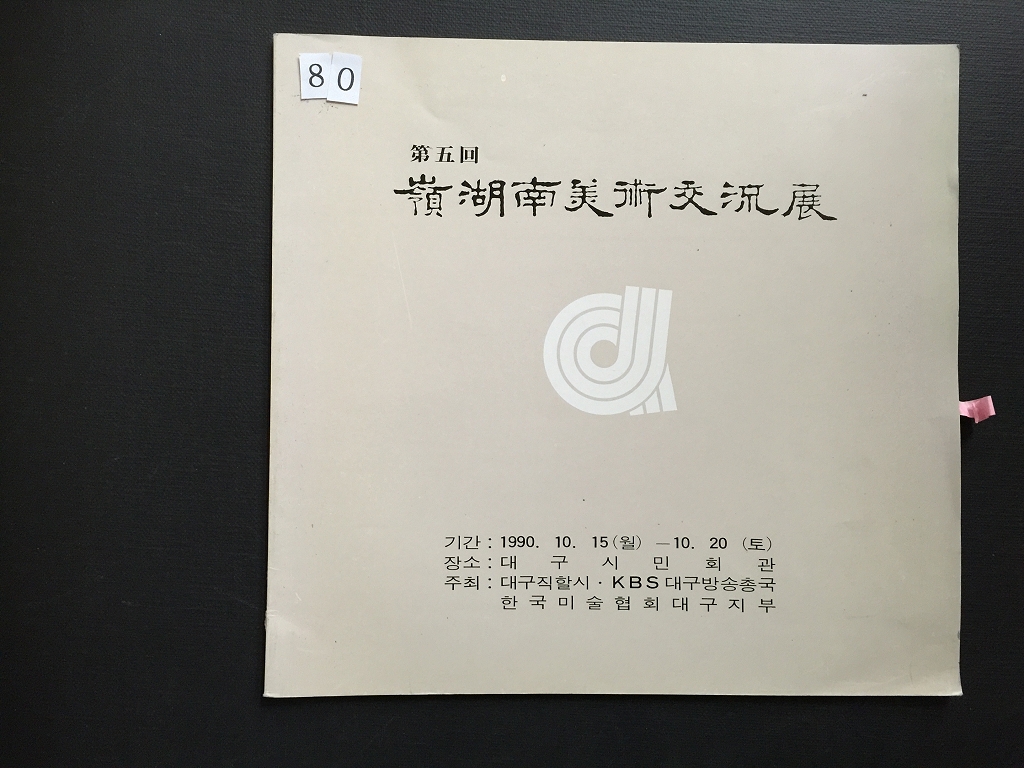 80
第五回
嶺湖南美術交流展
기간 : 1990. 10. 15 (월) — 10. 20 (토)
장소 : 대구시민회관
주최 : 대구직할시 · KBS 대구방송총국
한국미술협회대구지부